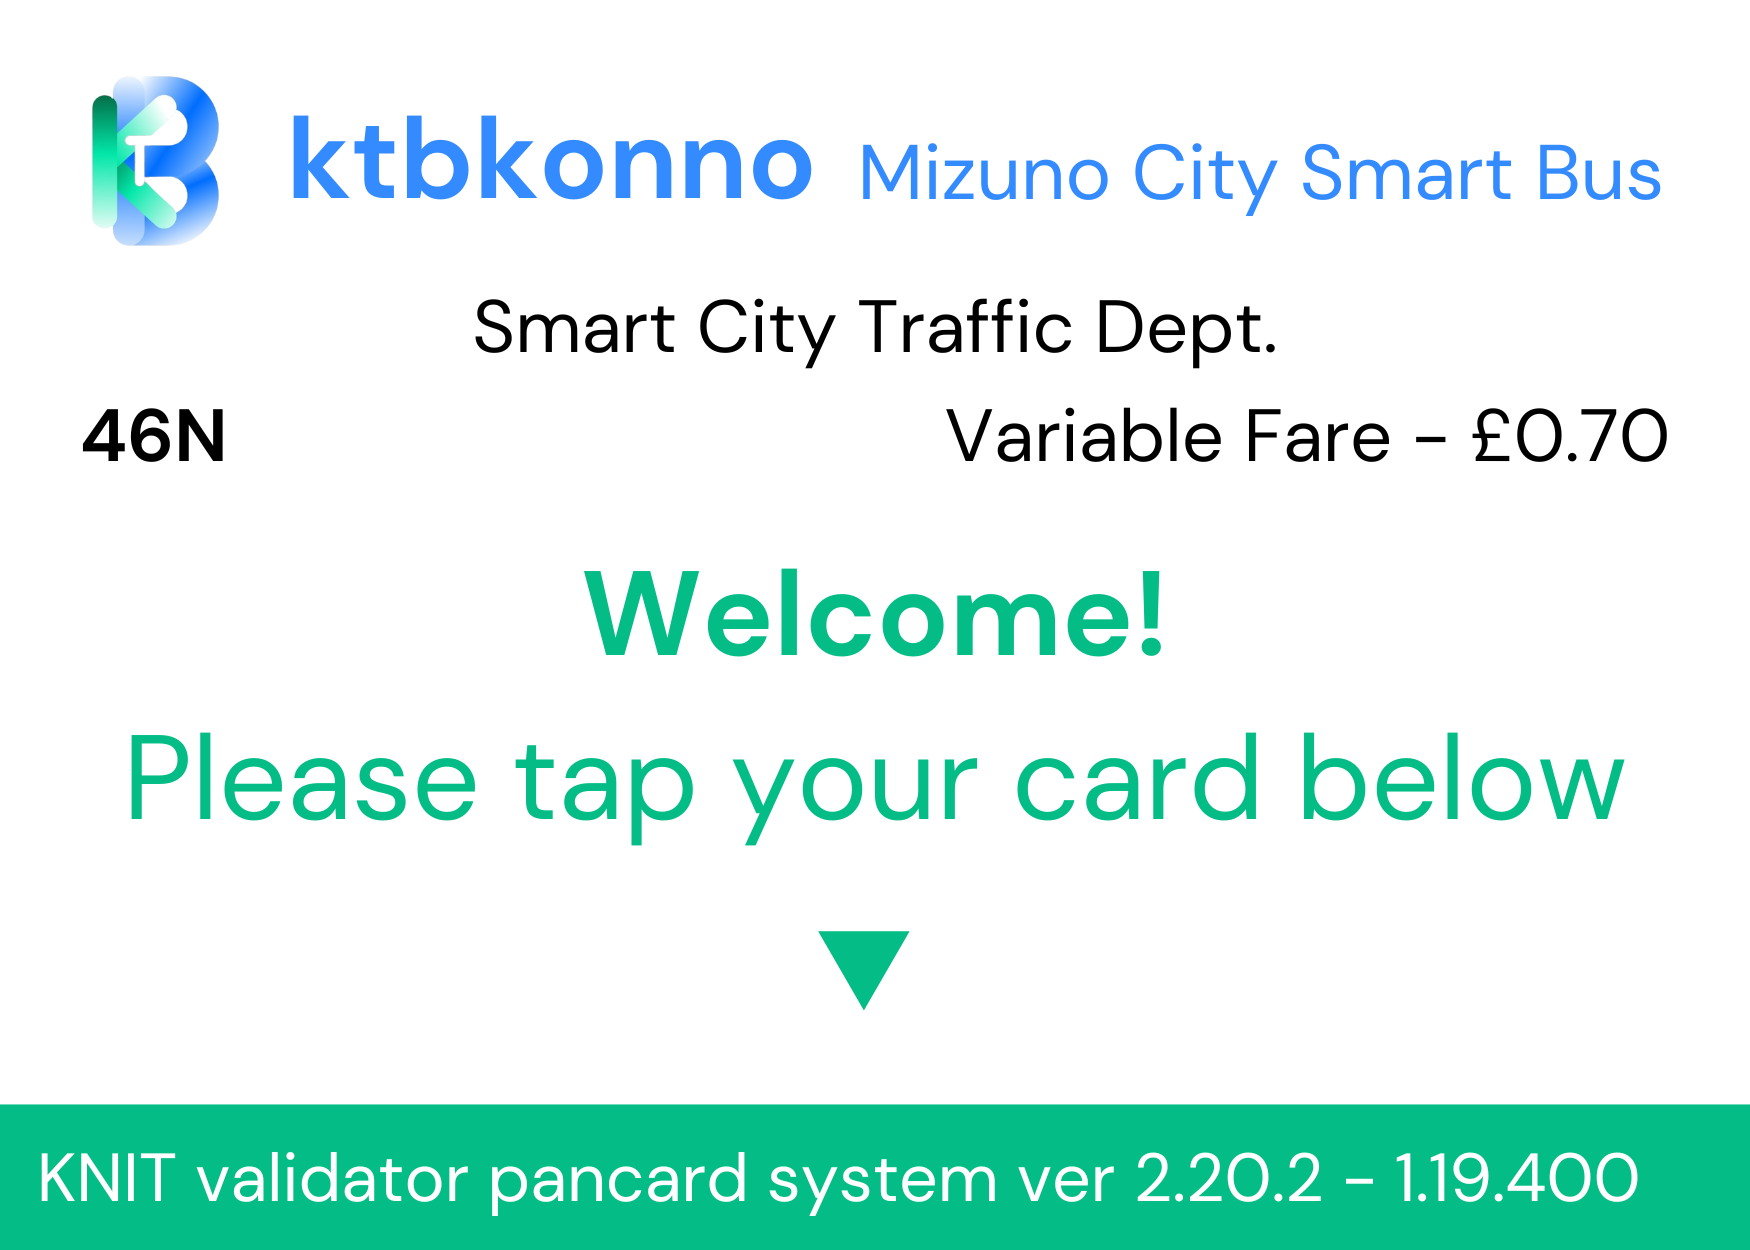 ktbkonno Mizuno City Smart Bus
Smart City Traffic Dept.
46N Variable Fare - £0.70
Welcome!
Please tap your card below
KNIT validator pancard system ver 2.20.2 - 1.19.400